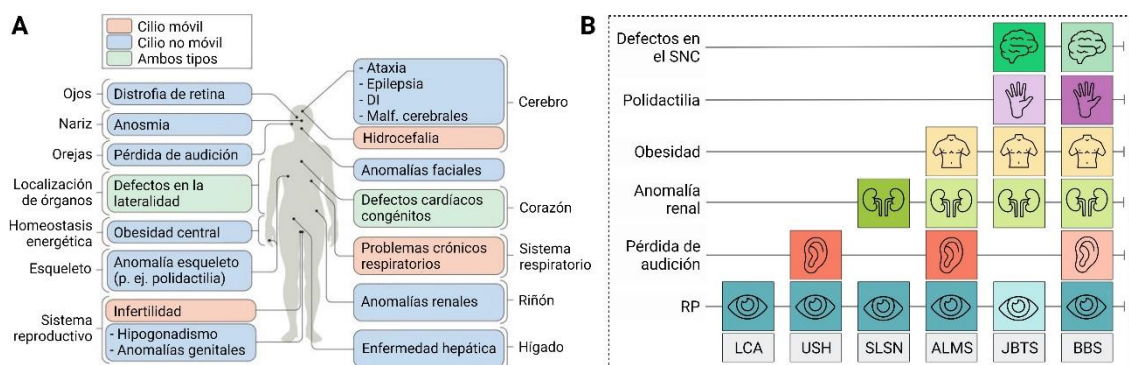 A
Cilio móvil
Cilio no móvil
Ambos tipos
Ojos
Distrofia de retina
Nariz
Anosmia
Orejas
Pérdida de audición
Localización
de órganos
Defectos en la
lateralidad
Homeostasis
energética
Obesidad central
Esqueleto
Anomalía esqueleto
(p. ej. polidactilia)
Sistema
reproductivo
Infertilidad
- Hipogonadismo
- Anomalías genitales
- Ataxia
- Epilepsia
- DI
- Malf. cerebrales
Cerebro
Hidrocefalia
Anomalías faciales
Defectos cardíacos
congénitos
Corazón
Problemas crónicos
respiratorios
Sistema
respiratorio
Anomalías renales
Riñón
Enfermedad hepática
Hígado
B
Defectos en
el SNC
Polidactilia
Obesidad
Anomalía
renal
Pérdida de
audición
RP
LCA
USH
SLSN
ALMS
JBTS
BBS